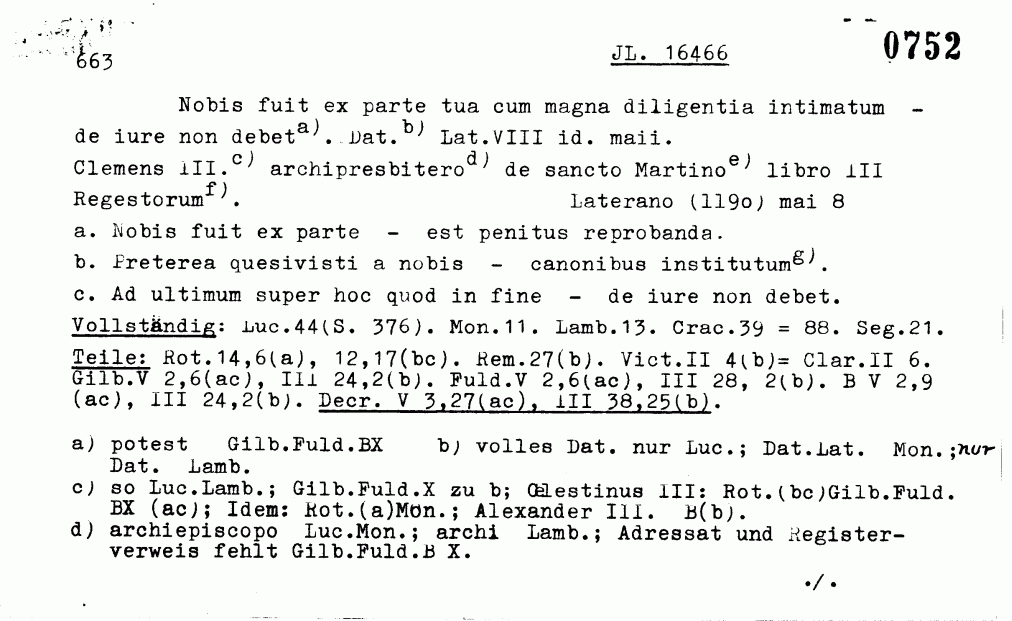 663 JL. 16466 0752
Nobis fuit ex parte tua cum magna diligentia intimatum –
de iure non debet a). Dat. b) Lat.VIII id. maii.
Clemens III. c) archipresbitero d) de sancto Martino e) libro III
Regestorum f). Laterano (119o) mai 8
a. Nobis fuit ex parte – est penitus reprobanda.
b. Preterea quesivisti a nobis – canonibus institutum g).
c. Ad ultimum super hoc quod in fine – de iure non debet.
Vollständig: Luc.44(S. 376). Mon.11. Lamb.13. Crac.39 = 88. Seg.21.
Teile: Rot.14,6(a), 12,17(bc). Rem.27(b). Vict.II 4(b)= Clar.II 6.
Gilb.V 2,6(ac), III 24,2(b). Fuld.V 2,6(ac), III 28, 2(b). B V 2,9
(ac), III 24,2(b). Decr. V 3,27(ac), III 38,25(b).
a) potest Gilb.Fuld.BX b) volles Dat. nur Luc.; Dat.Lat. Mon.;nur
Dat. Lamb.
c) so Luc.Lamb.; Gilb.Fuld.X zu b; Œlestinus III: Rot.(bc)Gilb.Fuld.
BX (ac); Idem: Rot.(a)Mon.; Alexander III. B(b).
d) archiepiscopo Luc.Mon.; archi Lamb.; Adressat und Register-
verweis fehlt Gilb.Fuld.B X.
./.